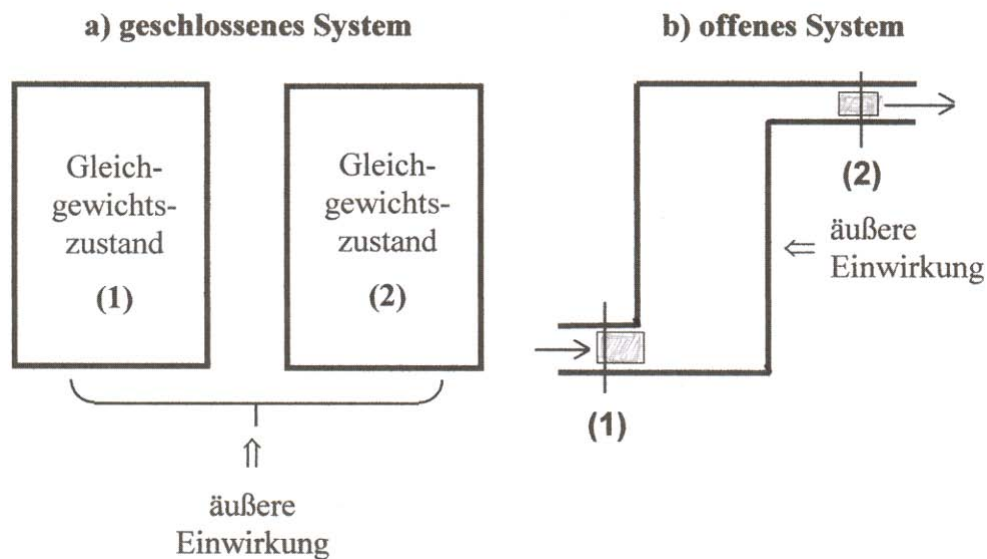 a) geschlossenes System
Gleich-
gewichts-
zustand
(1)
Gleich-
gewichts-
zustand
(2)
äußere
Einwirkung
b) offenes System
(2)
äußere
Einwirkung
(1)